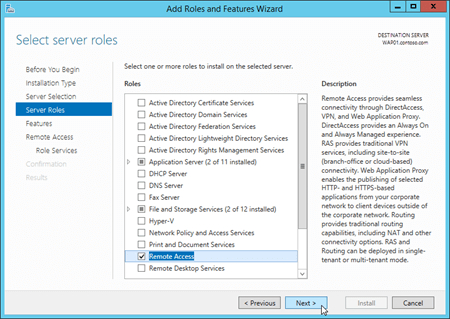 Add Roles and Features Wizard
Select server roles
DESTINATION SERVER
WAP01.contoso.com
Before You Begin
Installation Type
Server Selection
Server Roles
Features
Remote Access
Role Services
Confirmation
Results
Select one or more roles to install on the selected server.
Roles
Active Directory Certificate Services
Active Directory Domain Services
Active Directory Federation Services
Active Directory Lightweight Directory Services
Active Directory Rights Management Services
Application Server (2 of 11 installed)
DHCP Server
DNS Server
Fax Server
File and Storage Services (2 of 12 installed)
Hyper-V
Network Policy and Access Services
Print and Document Services
Remote Access
Remote Desktop Services
Description
Remote Access provides seamless
connectivity through DirectAccess,
VPN, and Web Application Proxy.
DirectAccess provides an Always On
and Always Managed experience.
RAS provides traditional VPN
services, including site-to-site
(branch-office or cloud-based)
connectivity. Web Application Proxy
enables the publishing of selected
HTTP- and HTTPS-based
applications from your corporate
network to client devices outside of
the corporate network. Routing
provides traditional routing
capabilities, including NAT and other
connectivity options. RAS and
Routing can be deployed in single-
tenant or multi-tenant mode.
< Previous
Next >
Install
Cancel